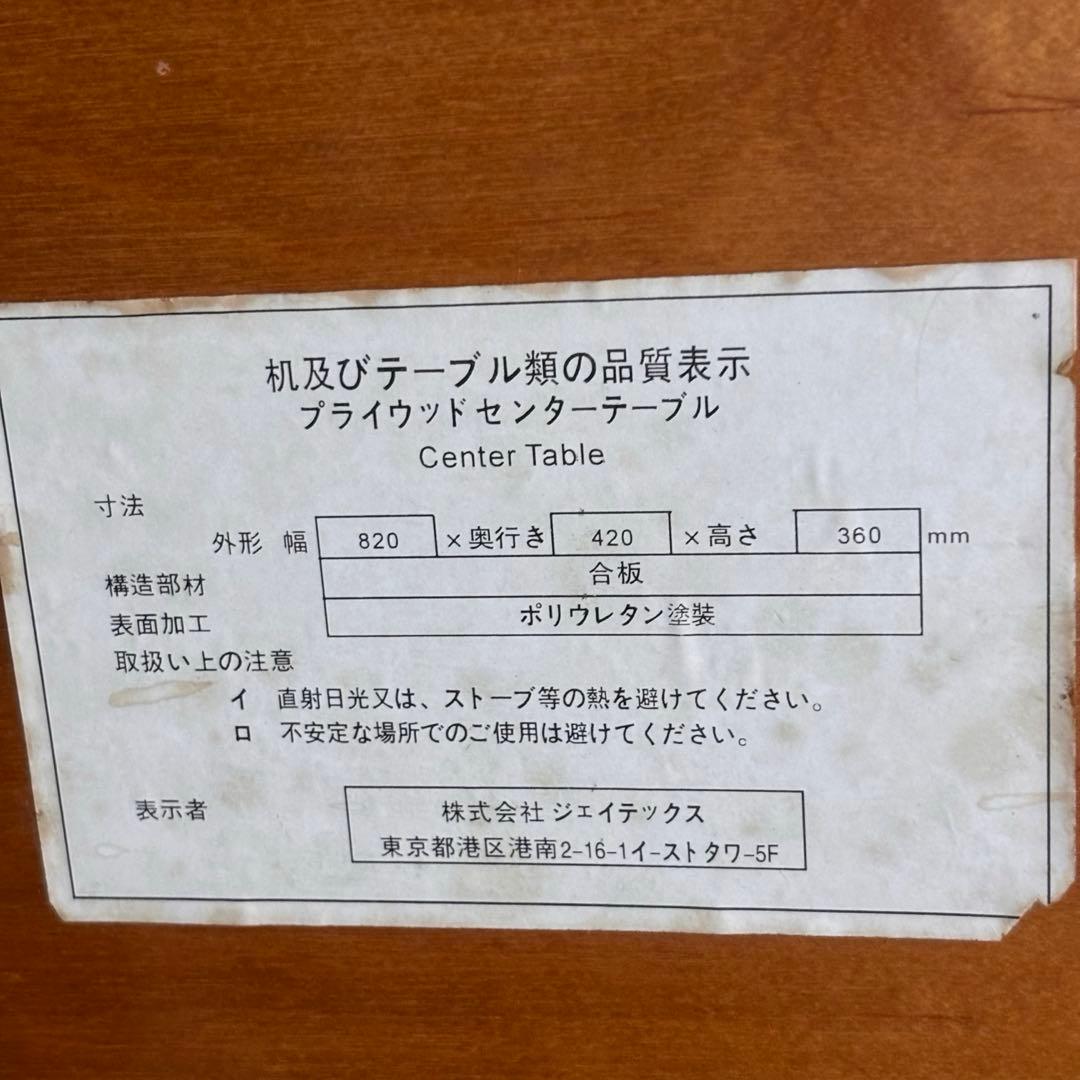 机及びテーブル類の品質表示
プライウッドセンターテーブル
Center Table
寸法
外形 幅 820 ×奥行き 420 ×高さ 360 mm
構造部材 合板
表面加工 ポリウレタン塗装
取扱い上の注意
イ 直射日光又は、ストーブ等の熱を避けてください。
ロ 不安定な場所でのご使用は避けてください。
表示者 株式会社 ジェイテックス
東京都港区港南2-16-1イ-ストタワ-5F